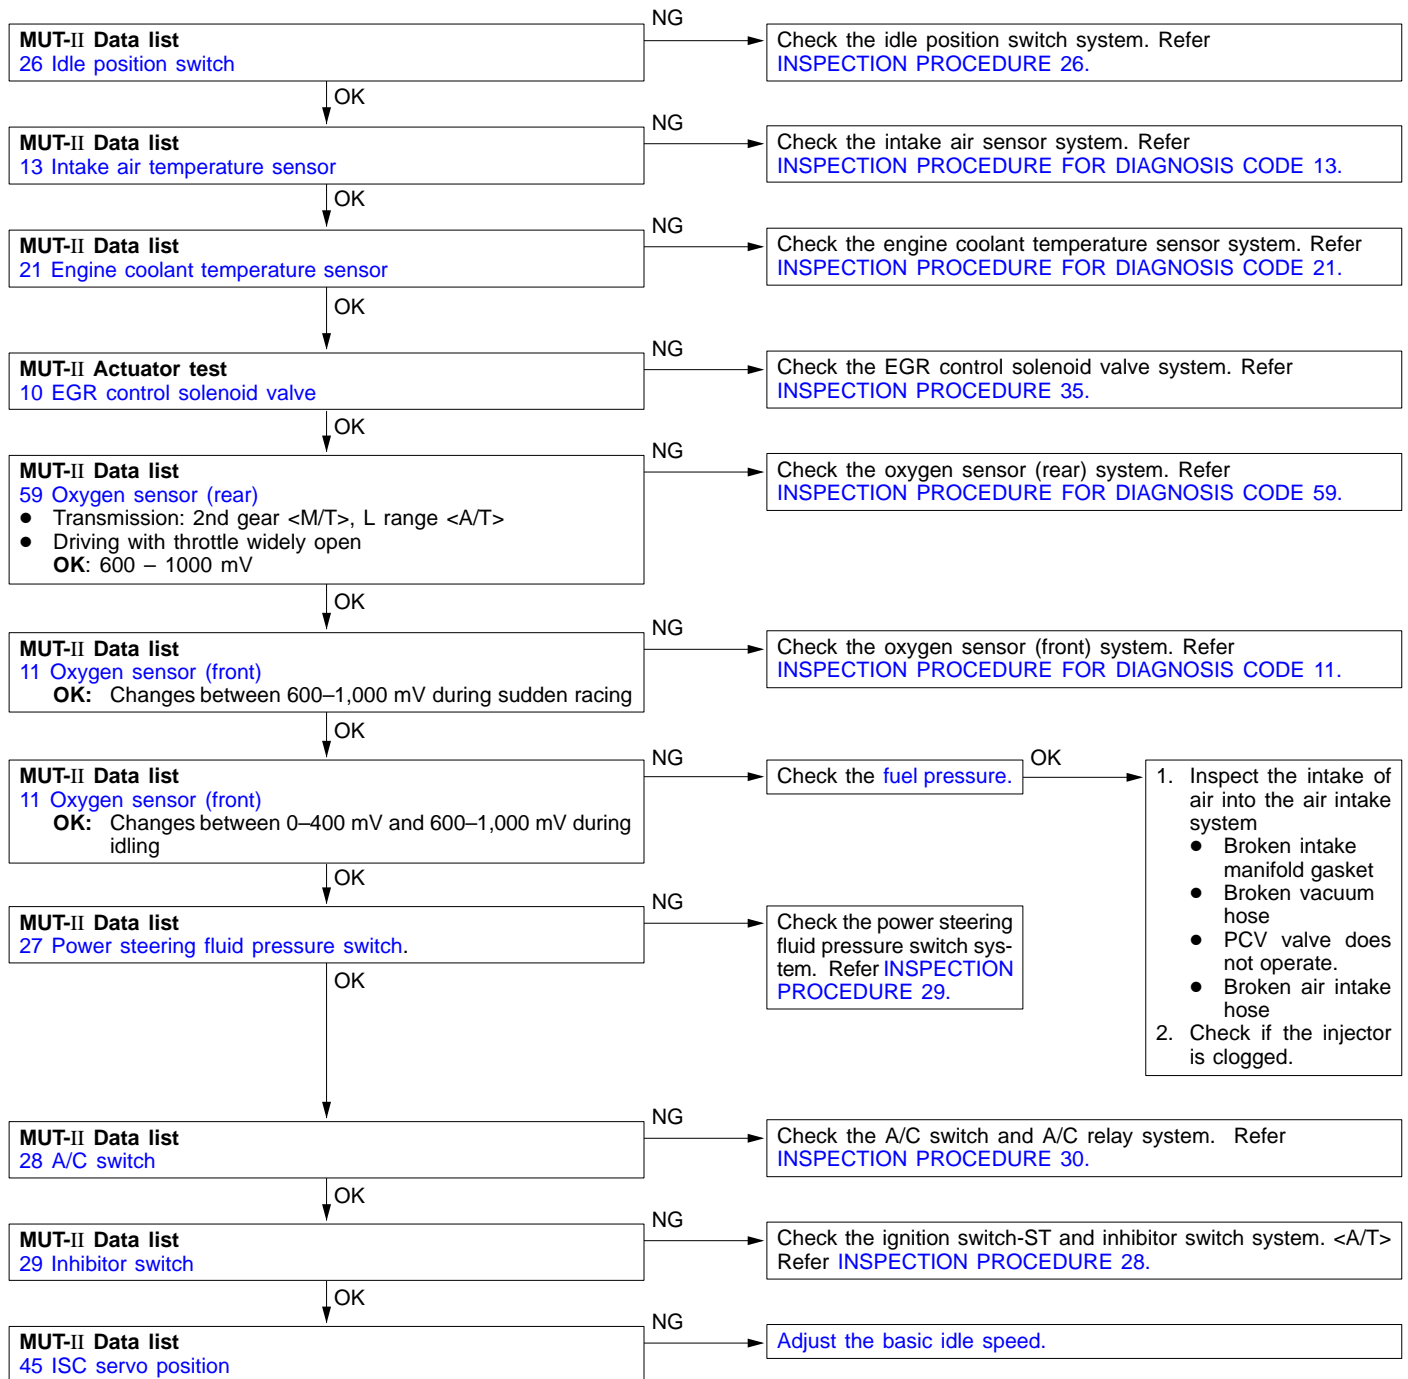 NG
MUT-II Data list
26 Idle position switch
Check the idle position switch system. Refer
INSPECTION PROCEDURE 26.
OK
NG
MUT-II Data list
13 Intake air temperature sensor
Check the intake air sensor system. Refer
INSPECTION PROCEDURE FOR DIAGNOSIS CODE 13.
OK
NG
MUT-II Data list
21 Engine coolant temperature sensor
Check the engine coolant temperature sensor system. Refer
INSPECTION PROCEDURE FOR DIAGNOSIS CODE 21.
OK
NG
MUT-II Actuator test
10 EGR control solenoid valve
Check the EGR control solenoid valve system. Refer
INSPECTION PROCEDURE 35.
OK
NG
MUT-II Data list
59 Oxygen sensor (rear)
● Transmission: 2nd gear <M/T>, L range <A/T>
● Driving with throttle widely open
OK: 600 – 1000 mV
Check the oxygen sensor (rear) system. Refer
INSPECTION PROCEDURE FOR DIAGNOSIS CODE 59.
OK
NG
MUT-II Data list
11 Oxygen sensor (front)
OK: Changes between 600–1,000 mV during sudden racing
Check the oxygen sensor (front) system. Refer
INSPECTION PROCEDURE FOR DIAGNOSIS CODE 11.
OK
NG
MUT-II Data list
11 Oxygen sensor (front)
OK: Changes between 0–400 mV and 600–1,000 mV during
idling
Check the fuel pressure.
OK
1. Inspect the intake of
air into the air intake
system
● Broken intake
manifold gasket
● Broken vacuum
hose
● PCV valve does
not operate.
● Broken air intake
hose
2. Check if the injector
is clogged.
OK
NG
MUT-II Data list
27 Power steering fluid pressure switch.
Check the power steering
fluid pressure switch sys-
tem. Refer INSPECTION
PROCEDURE 29.
OK
NG
MUT-II Data list
28 A/C switch
Check the A/C switch and A/C relay system. Refer
INSPECTION PROCEDURE 30.
OK
NG
MUT-II Data list
29 Inhibitor switch
Check the ignition switch-ST and inhibitor switch system. <A/T>
Refer INSPECTION PROCEDURE 28.
OK
NG
MUT-II Data list
45 ISC servo position
Adjust the basic idle speed.